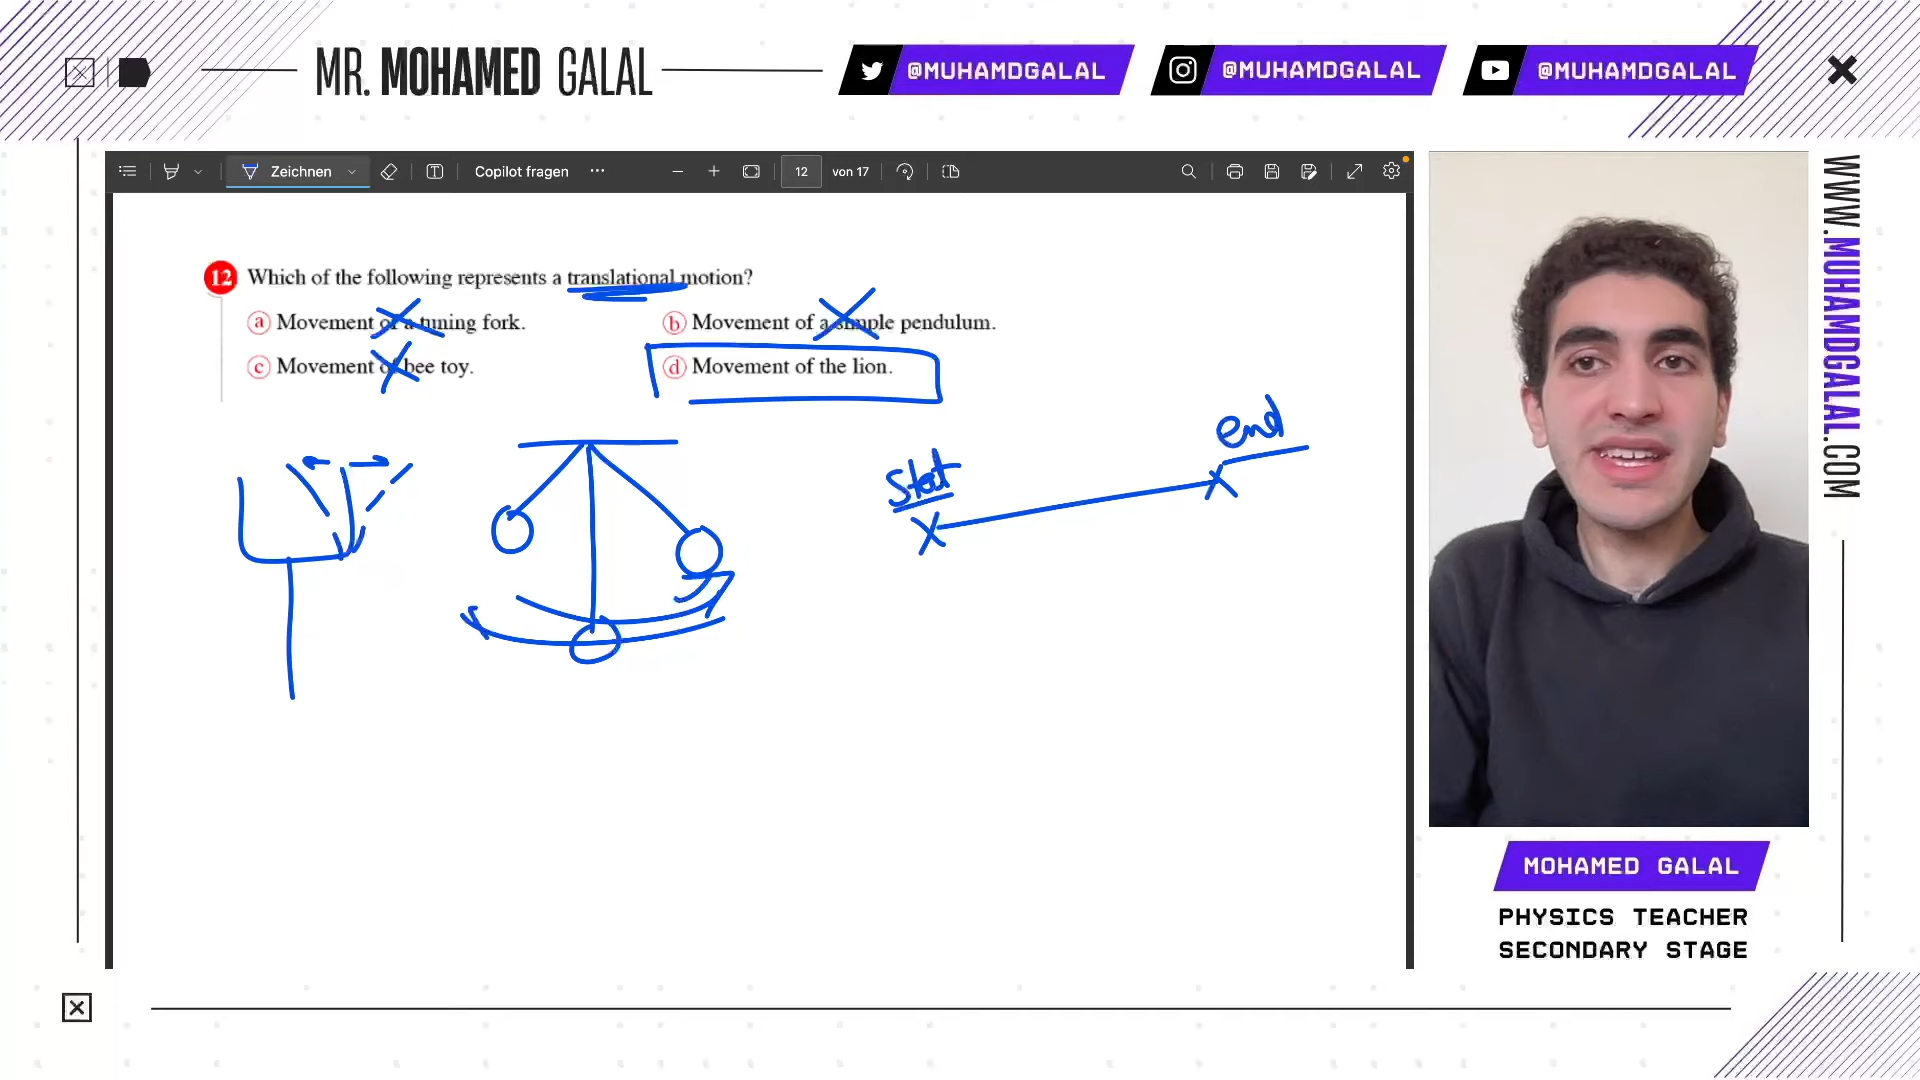 MR. MOHAMED GALAL
@MUHAMDGALAL
@MUHAMDGALAL
@MUHAMDGALAL
WWW.MUHAMDGALAL.COM
Zeichnen
Copilot fragen
12
von 17
12 Which of the following represents a translational motion?
a Movement of a tuning fork.
b Movement of a simple pendulum.
c Movement of bee toy.
d Movement of the lion.
end
Start
MOHAMED GALAL
PHYSICS TEACHER
SECONDARY STAGE